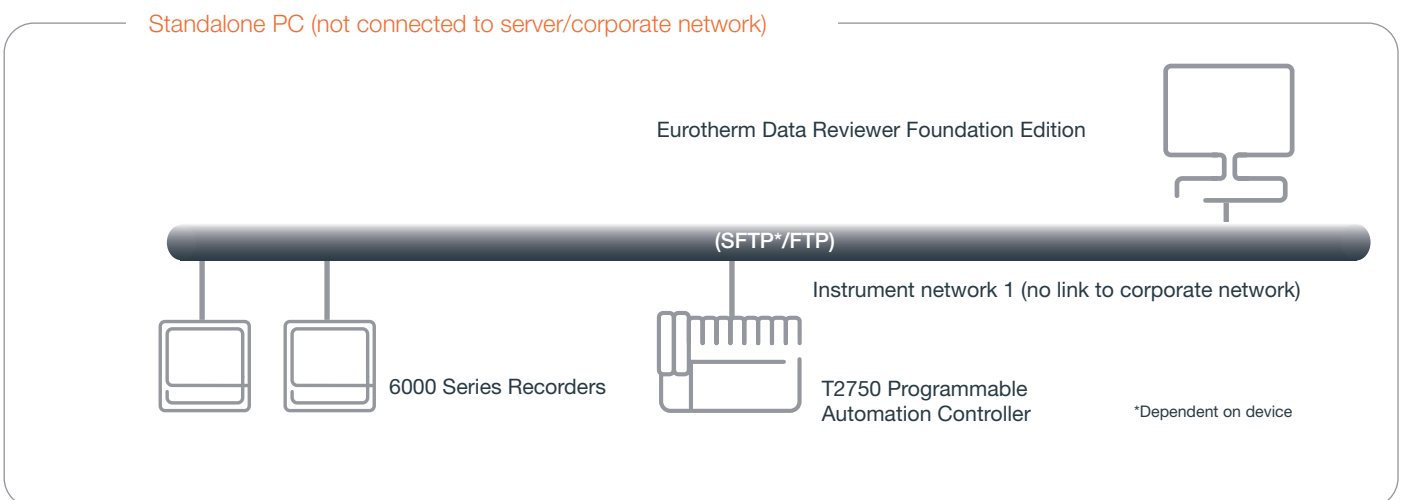 Standalone PC (not connected to server/corporate network)
Eurotherm Data Reviewer Foundation Edition
(SFTP*/FTP)
Instrument network 1 (no link to corporate network)
6000 Series Recorders
T2750 Programmable
Automation Controller
*Dependent on device